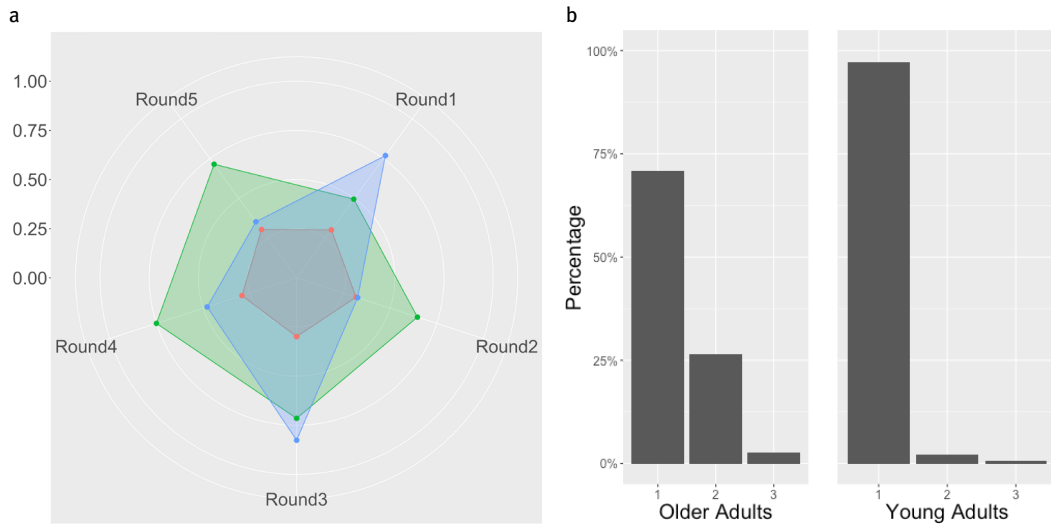 a
1.00
0.75
0.50
0.25
0.00
Round5
Round1
Round4
Round2
Round3
b
100%
75%
50%
25%
0%
Percentage
1 2 3
Older Adults
1 2 3
Young Adults